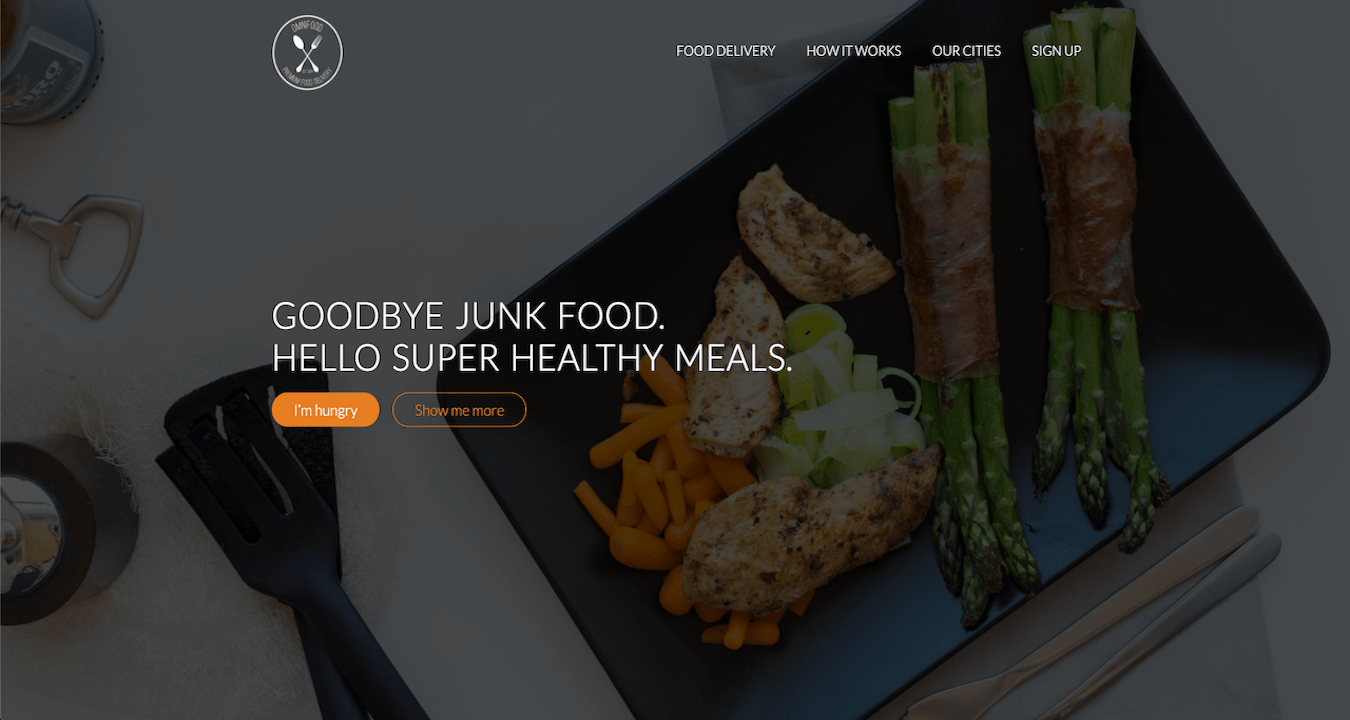 OMNIFOOD
PREMIUM FOOD DELIVERY
FOOD DELIVERY
HOW IT WORKS
OUR CITIES
SIGN UP
GOODBYE JUNK FOOD.
HELLO SUPER HEALTHY MEALS.
I'm hungry
Show me more